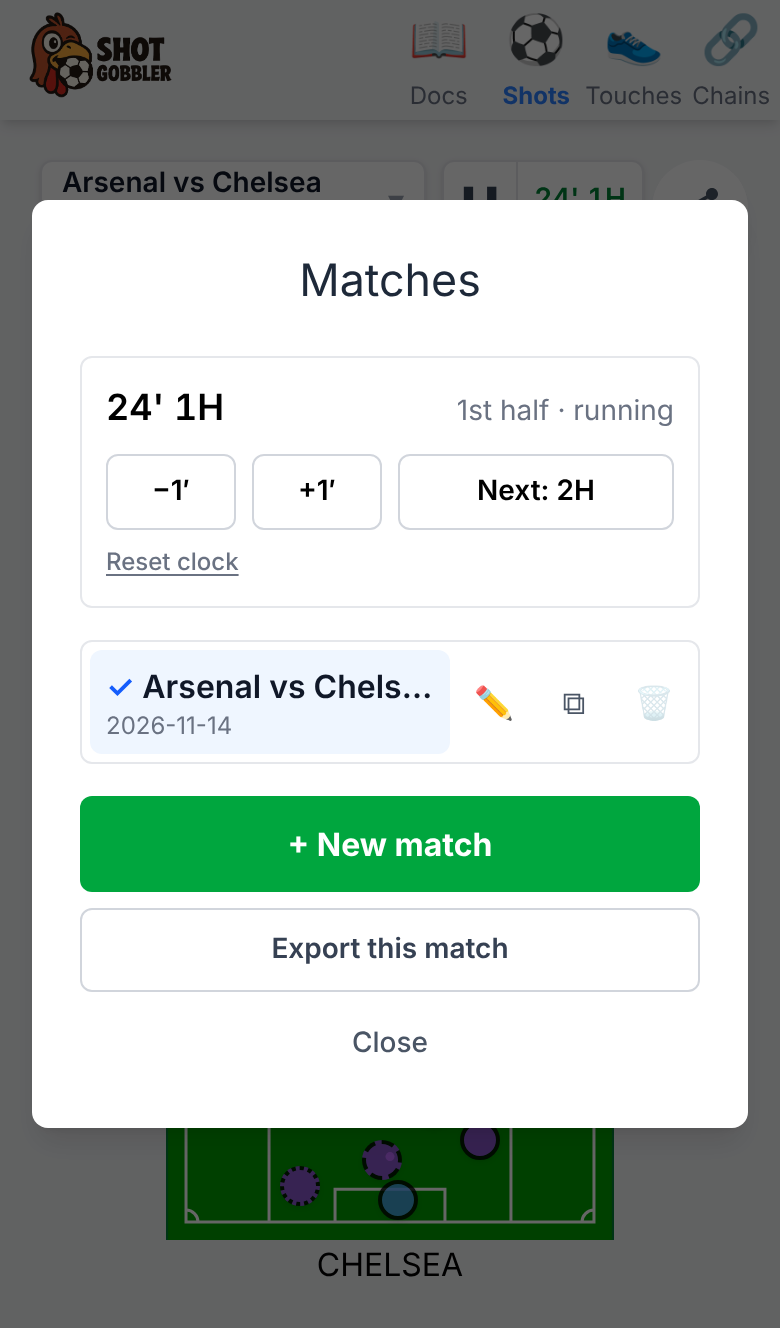 SHOT
GOBBLER
Docs
Shots
Touches
Chains
Arsenal vs Chelsea
24' 1H
Matches
24' 1H
1st half · running
−1′
+1′
Next: 2H
Reset clock
✓ Arsenal vs Chels...
2026-11-14
+ New match
Export this match
Close
CHELSEA